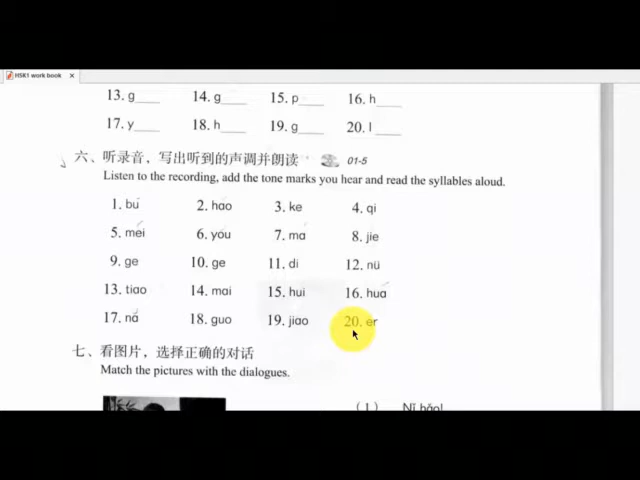 HSK1 work book
13. g____ 14. g____ 15. p____ 16. h____
17. y____ 18. h____ 19. g____ 20. l____
六、听录音，写出听到的声调并朗读 01-5
Listen to the recording, add the tone marks you hear and read the syllables aloud.
1. bu 2. hao 3. ke 4. qi
5. mei 6. you 7. ma 8. jie
9. ge 10. ge 11. di 12. nü
13. tiao 14. mai 15. hui 16. hua
17. na 18. guo 19. jiao 20. er
七、看图片，选择正确的对话
Match the pictures with the dialogues.
(1) Nǐ hǎo!